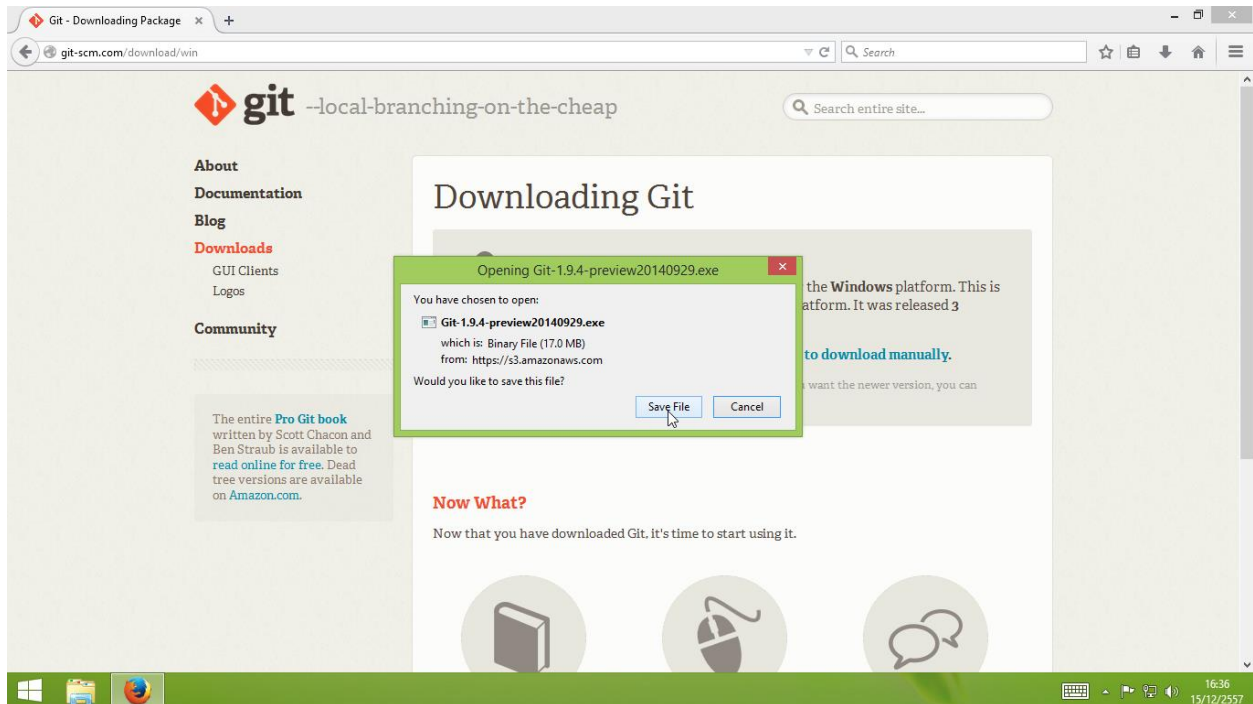 Git - Downloading Package
git-scm.com/download/win
Search
git --local-branching-on-the-cheap
Search entire site...
About
Documentation
Blog
Downloads
GUI Clients
Logos
Community
The entire Pro Git book
written by Scott Chacon and
Ben Straub is available to
read online for free. Dead
tree versions are available
on Amazon.com.
Downloading Git
the Windows platform. This is
atform. It was released 3
to download manually.
want the newer version, you can
Opening Git-1.9.4-preview20140929.exe
You have chosen to open:
Git-1.9.4-preview20140929.exe
which is: Binary File (17.0 MB)
from: https://s3.amazonaws.com
Would you like to save this file?
Save File
Cancel
Now What?
Now that you have downloaded Git, it's time to start using it.
16:36
15/12/2557